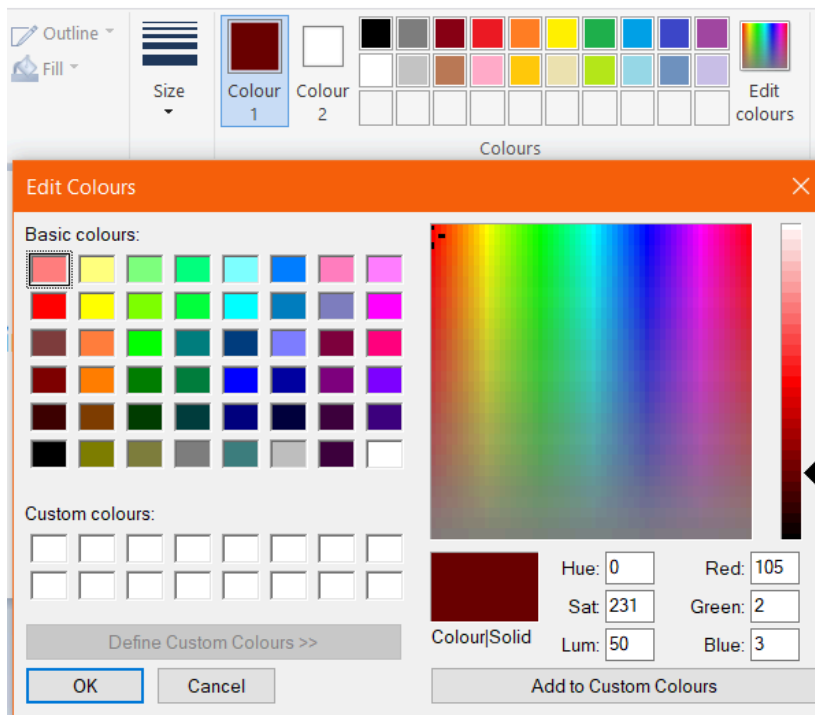 Outline
Fill
Size
Colour 1
Colour 2
Edit colours
Colours
Edit Colours
Basic colours:
Custom colours:
Define Custom Colours >>
OK
Cancel
Colour|Solid
Hue: 0
Sat: 231
Lum: 50
Red: 105
Green: 2
Blue: 3
Add to Custom Colours